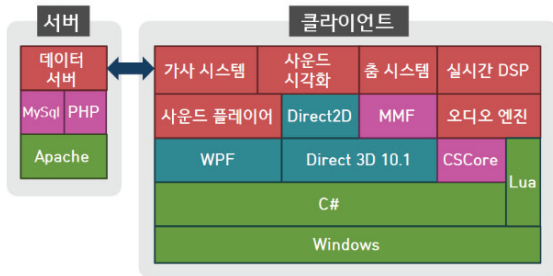 서버
클라이언트
데이터
서버
가사 시스템
사운드
시각화
춤 시스템
실시간 DSP
MySql
PHP
사운드 플레이어
Direct2D
MMF
오디오 엔진
Apache
WPF
Direct 3D 10.1
CSCore
Lua
C#
Windows